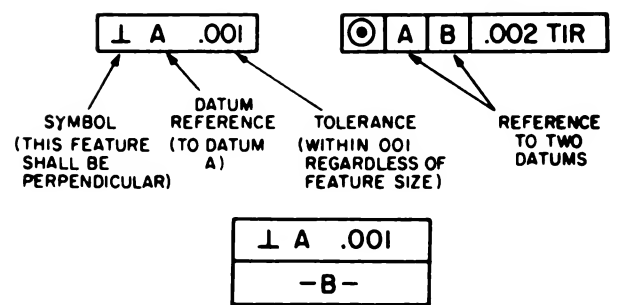 ⊥ A .001
◎ A B .002 TIR
SYMBOL
(THIS FEATURE
SHALL BE
PERPENDICULAR)
DATUM
REFERENCE
(TO DATUM
A)
TOLERANCE
(WITHIN 001
REGARDLESS OF
FEATURE SIZE)
REFERENCE
TO TWO
DATUMS
⊥ A .001
-B-